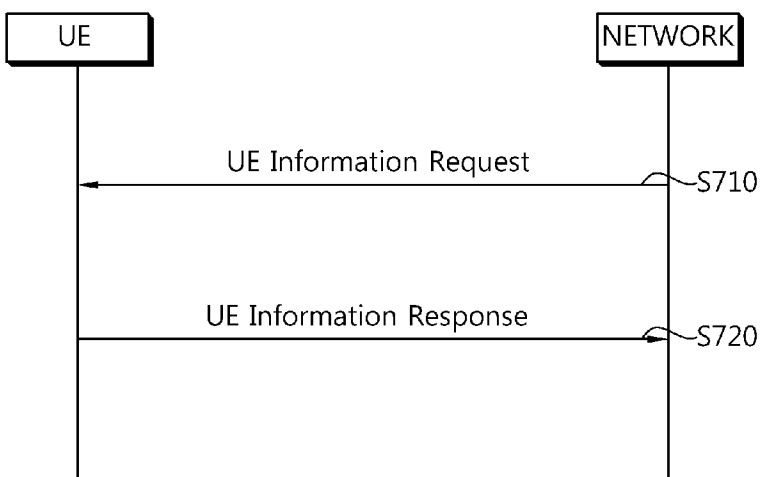 UE
NETWORK
UE Information Request
S710
UE Information Response
S720